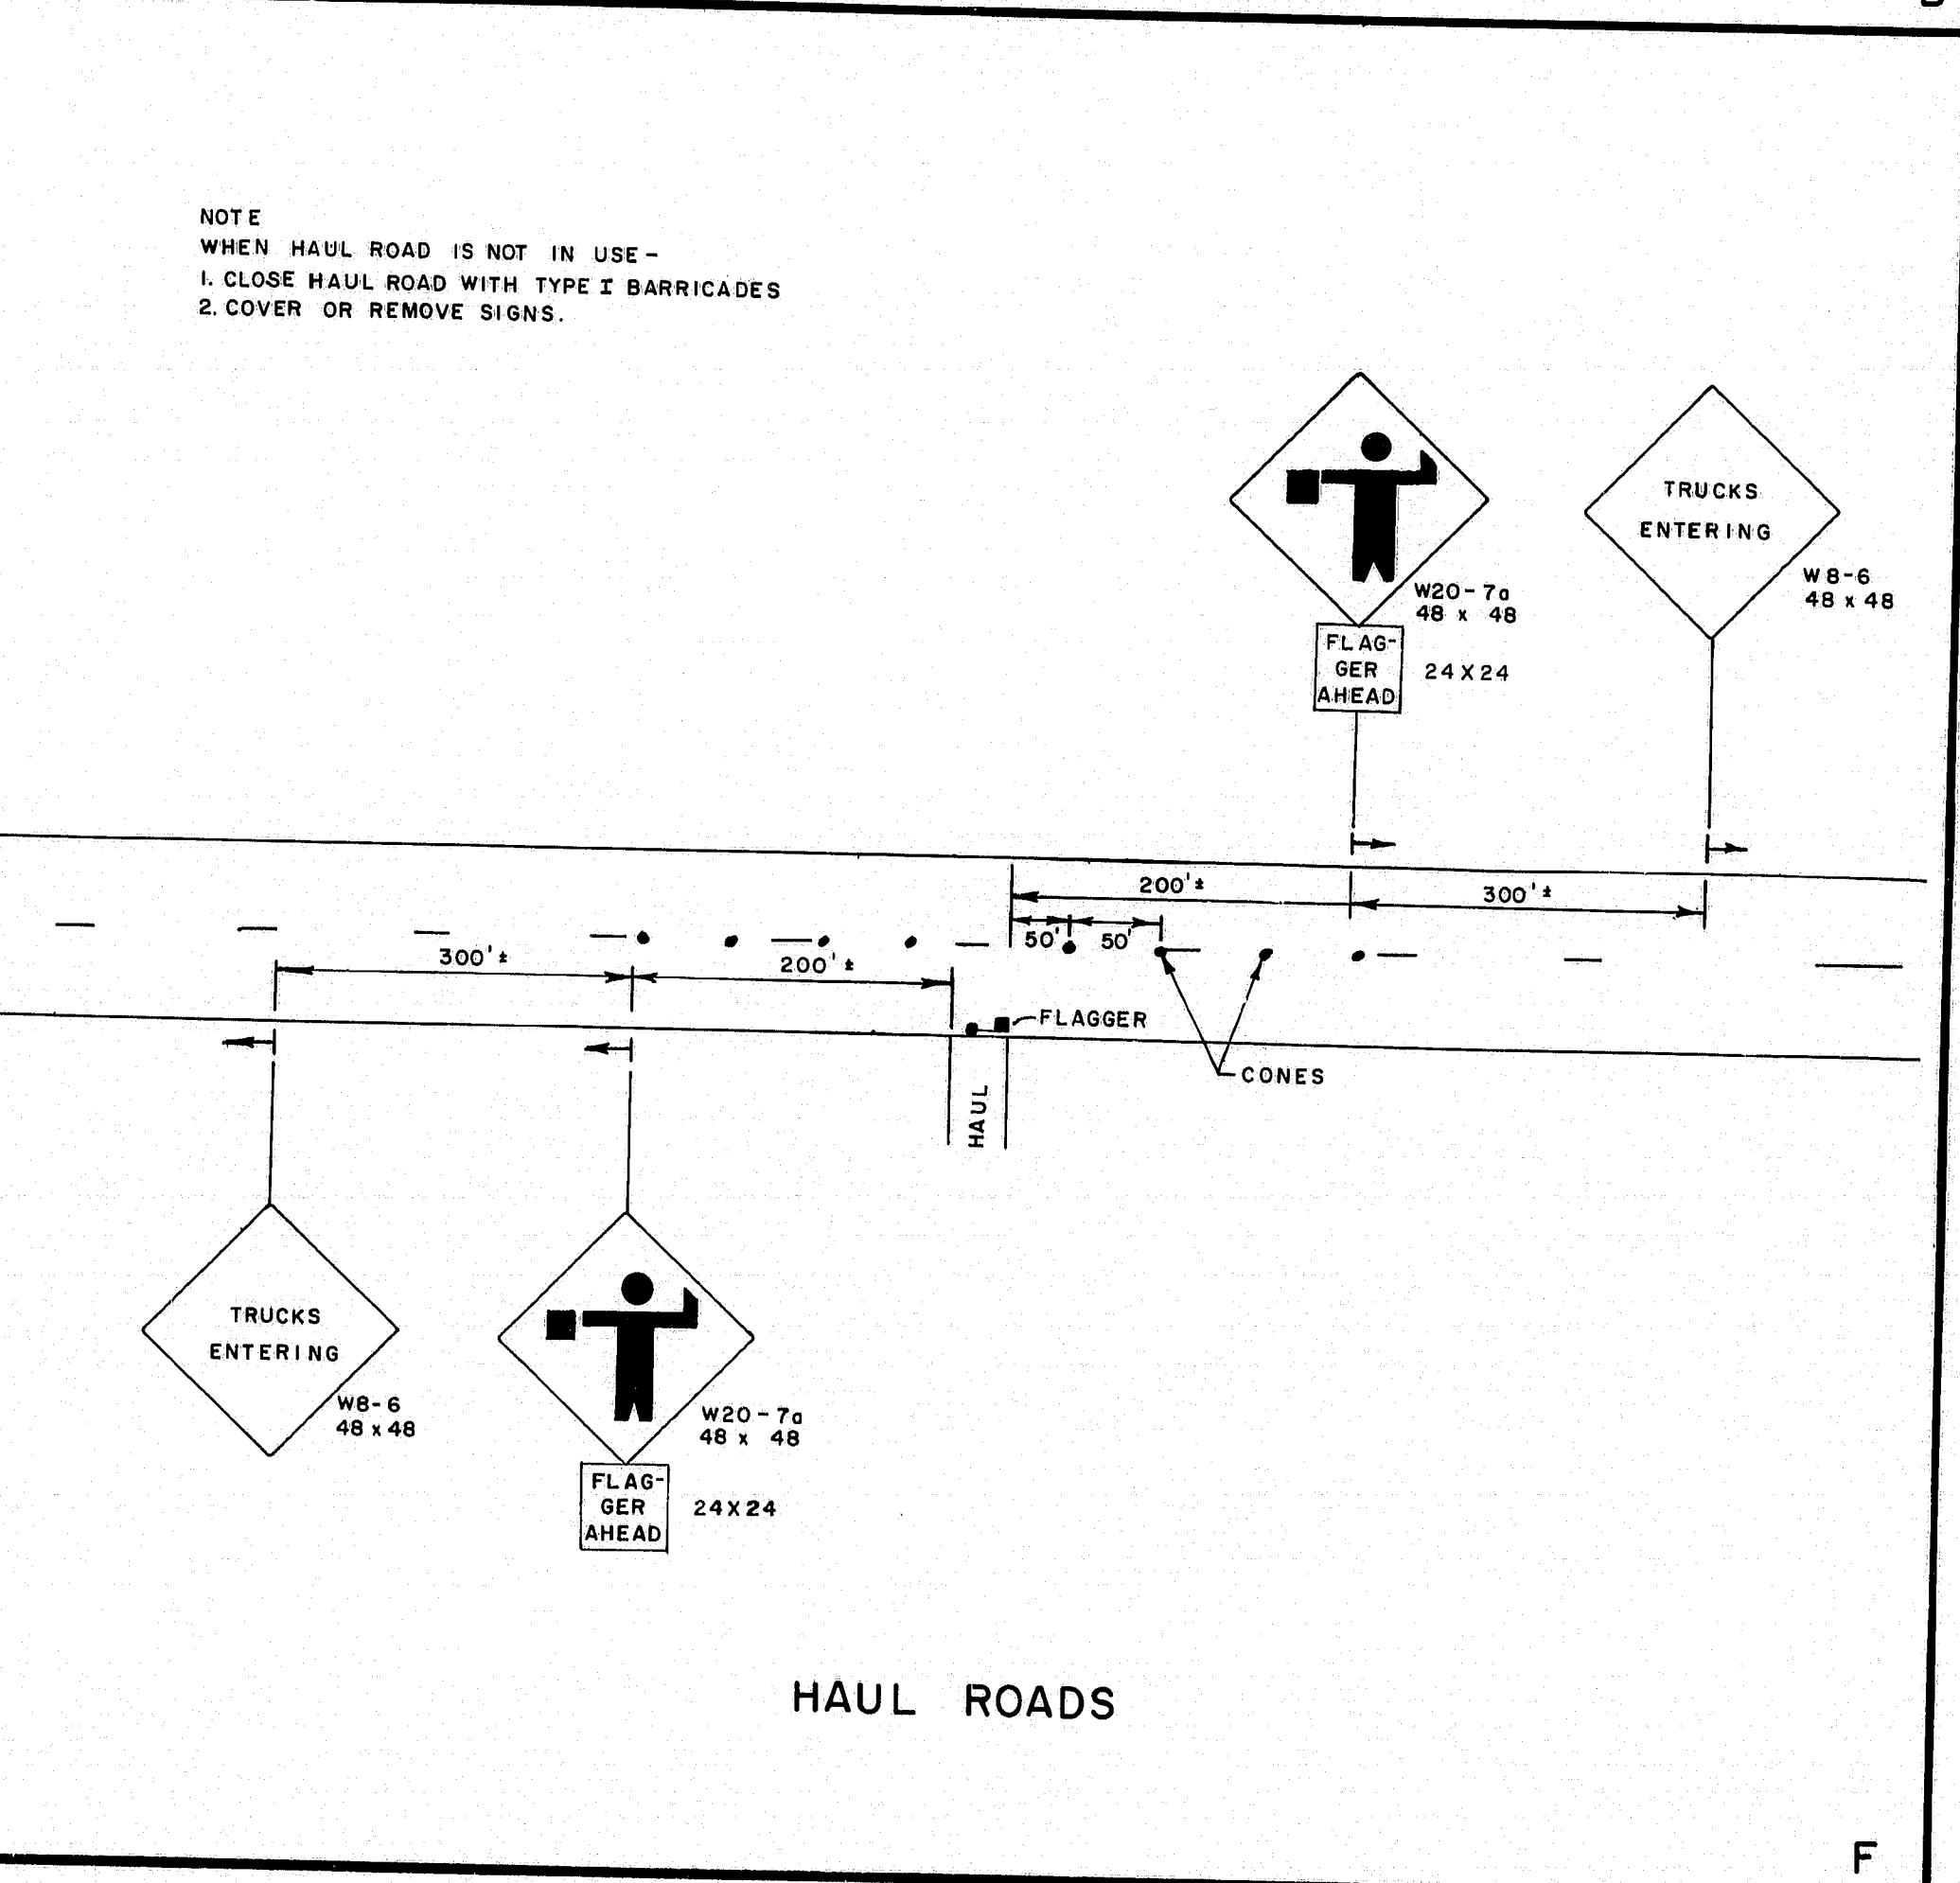 NOTE
WHEN HAUL ROAD IS NOT IN USE -
1. CLOSE HAUL ROAD WITH TYPE I BARRICADES
2. COVER OR REMOVE SIGNS.
TRUCKS
ENTERING
W20-7a
48 x 48
W8-6
48 x 48
FLAG-
GER
AHEAD
24X24
200'±
300'±
50'
50'
300'±
200'±
FLAGGER
CONES
HAUL
TRUCKS
ENTERING
W8-6
48 x 48
W20-7a
48 x 48
FLAG-
GER
AHEAD
24X24
HAUL ROADS
F